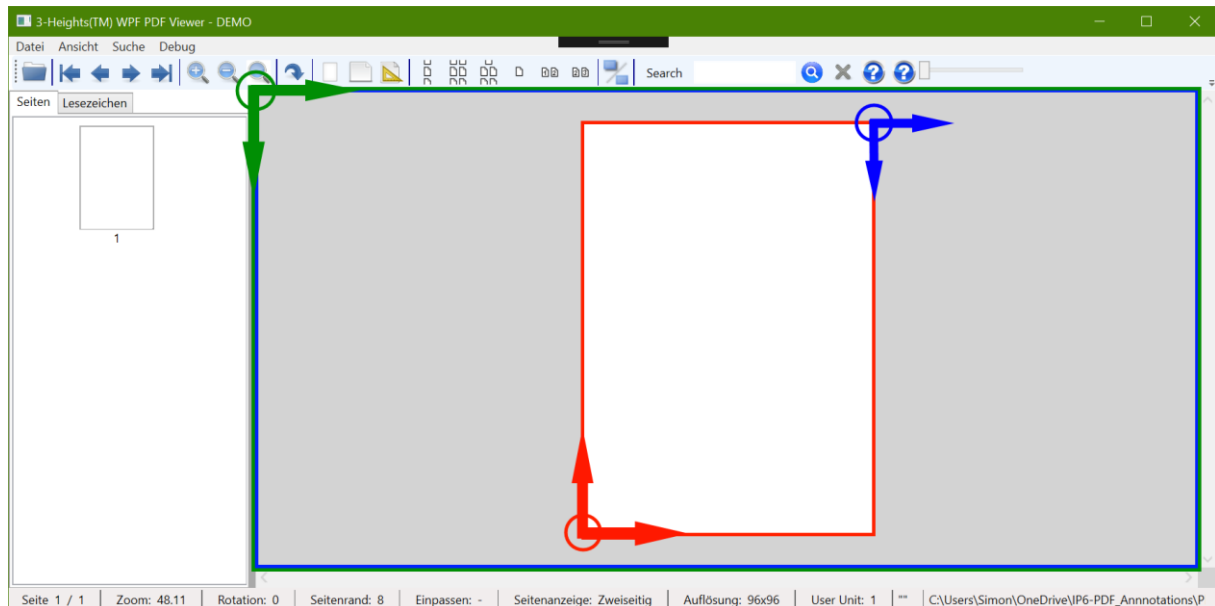 3-Heights(TM) WPF PDF Viewer - DEMO
Datei Ansicht Suche Debug
Search
Seiten Lesezeichen
1
Seite 1 / 1 Zoom: 48.11 Rotation: 0 Seitenrand: 8 Einpassen: - Seitenanzeige: Zweiseitig Auflösung: 96x96 User Unit: 1 "" C:\Users\Simon\OneDrive\IP6-PDF_Annnotations\P